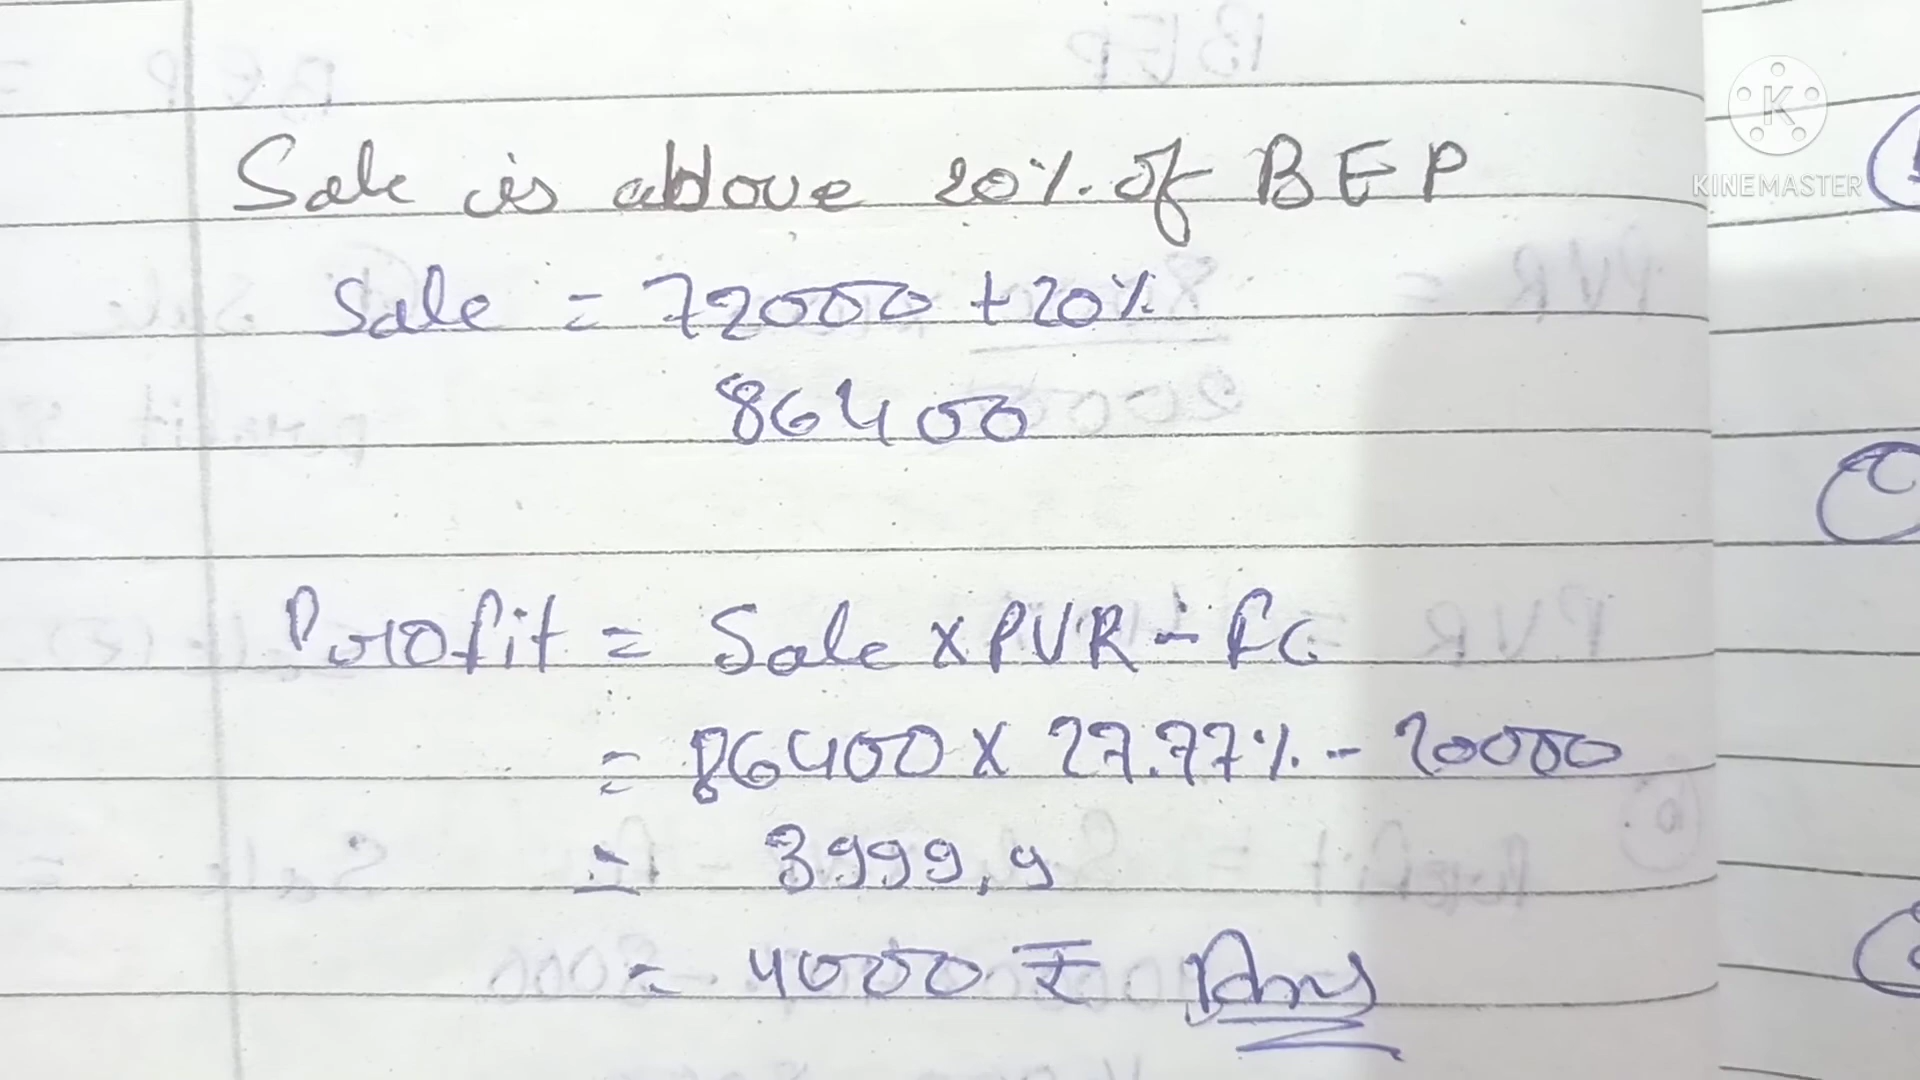 Sale is above 20% of BEP
Sale = 72000 + 20%
86400
Profit = Sale x PVR - FC
= 86400 x 27.77% - 20000
= 3999.9
= 4000 ₹ Ans
K
KINEMASTER